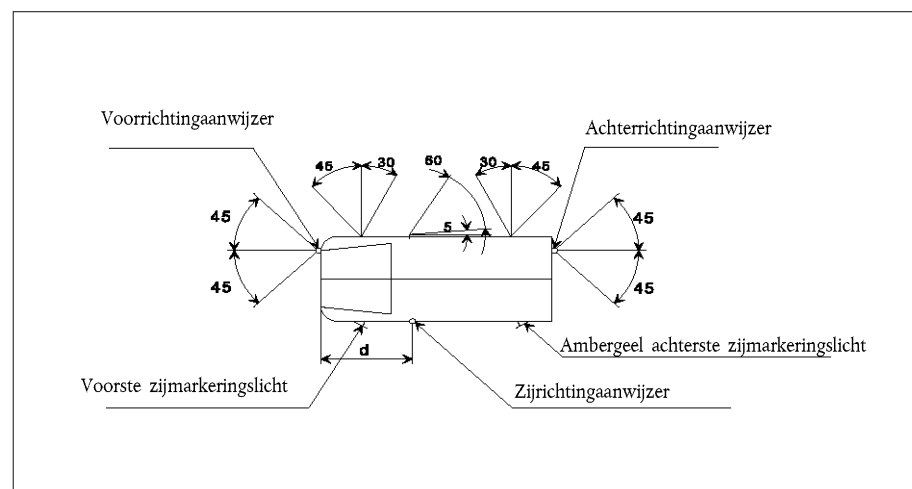 Voorrichtingaanwijzer
Achterrichtingaanwijzer
45
30
60
30
45
45
5
45
45
45
d
Ambergeel achterste zijmarkeringslicht
Voorste zijmarkeringslicht
Zijrichtingaanwijzer